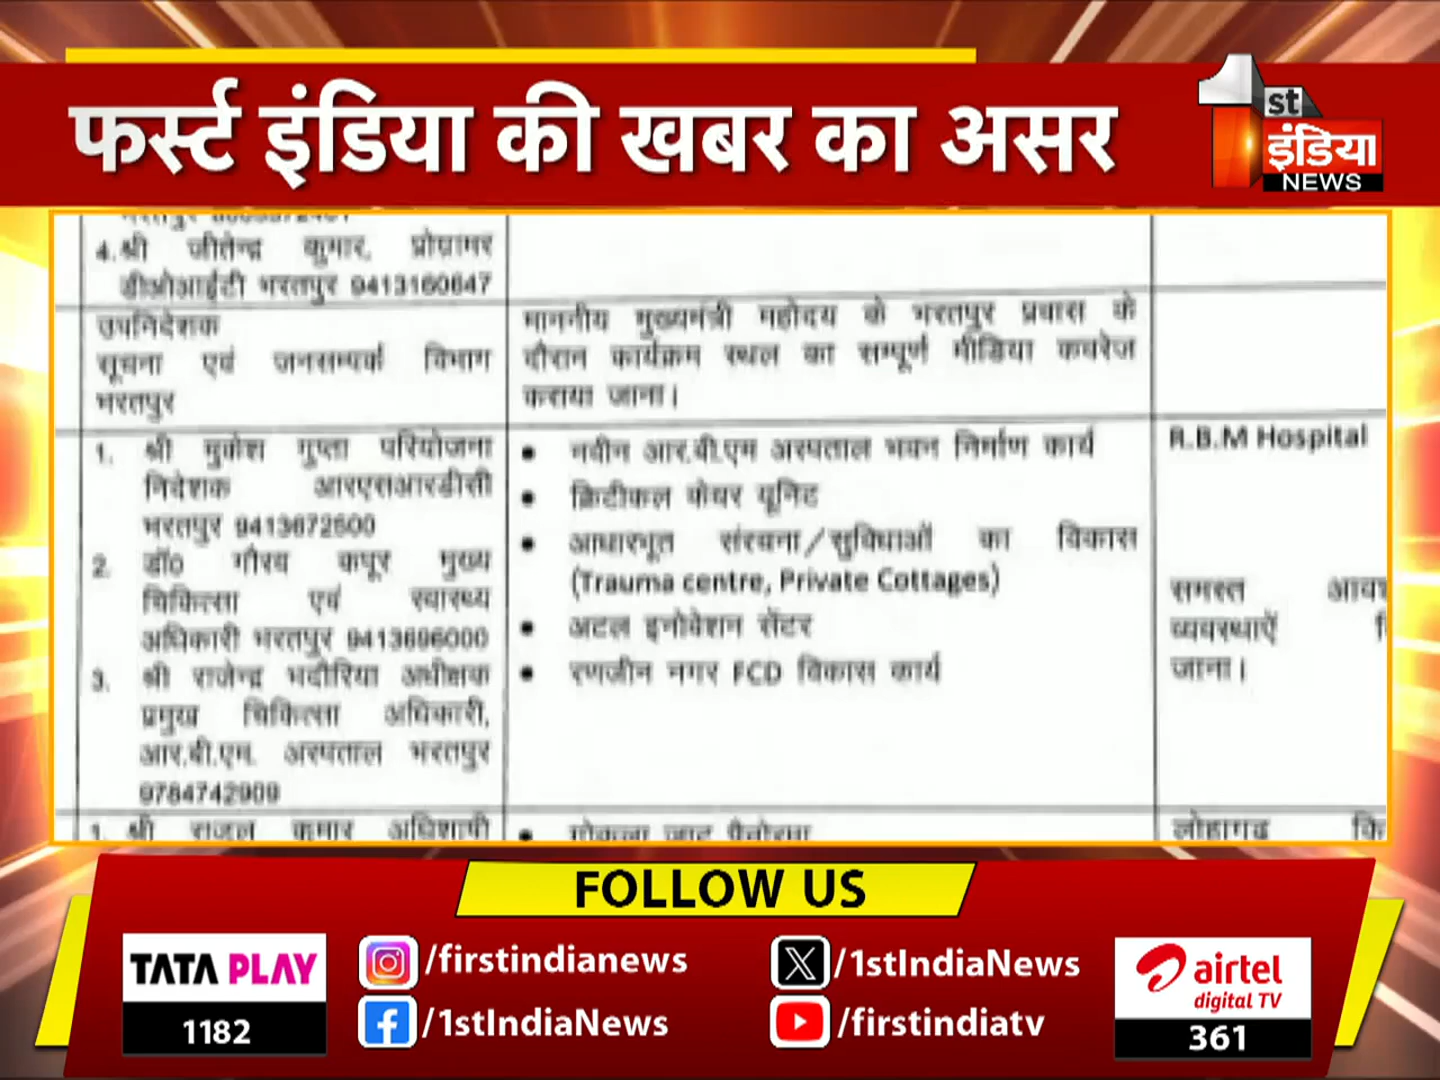 फर्स्ट इंडिया की खबर का असर
1st
इंडिया
NEWS
4.श्री जीतेन्द्र कुमार, प्रोग्रामर
डीओआईटी भरतपुर 9413160647
उपनिदेशक
सूचना एवं जनसम्पर्क विभाग
भरतपुर
माननीय मुख्यमंत्री महोदय के भरतपुर प्रवास के
दौरान कार्यक्रम स्थल का सम्पूर्ण मीडिया कवरेज
कराया जाना।
1. श्री मुकेश गुप्ता परियोजना
निदेशक आरएसआरडीसी
भरतपुर 9413672600
2. डॉ0 गौरव कपूर मुख्य
चिकित्सा एवं स्वास्थ्य
अधिकारी भरतपुर 9413696000
3. श्री राजेन्द्र भदौरिया अधीक्षक
प्रमुख चिकित्सा अधिकारी,
आर.बी.एम. अस्पताल भरतपुर
9784742909
• नवीन आर.बी.एम अस्पताल भवन निर्माण कार्य
• क्रिटीकल केयर यूनिट
• आधारभूत संरचना/सुविधाओं का विकास
(Trauma centre, Private Cottages)
• अटल इनोवेशन सेंटर
• रणजीन नगर FCD विकास कार्य
R.B.M Hospital
समस्त
व्यवस्थाऐं
जाना।
1. श्री राजल कुमार अधिशाषी
•
लोहागढ
FOLLOW US
TATA PLAY
1182
/firstindianews
/1stIndiaNews
/1stIndiaNews
/firstindiatv
airtel
digital TV
361